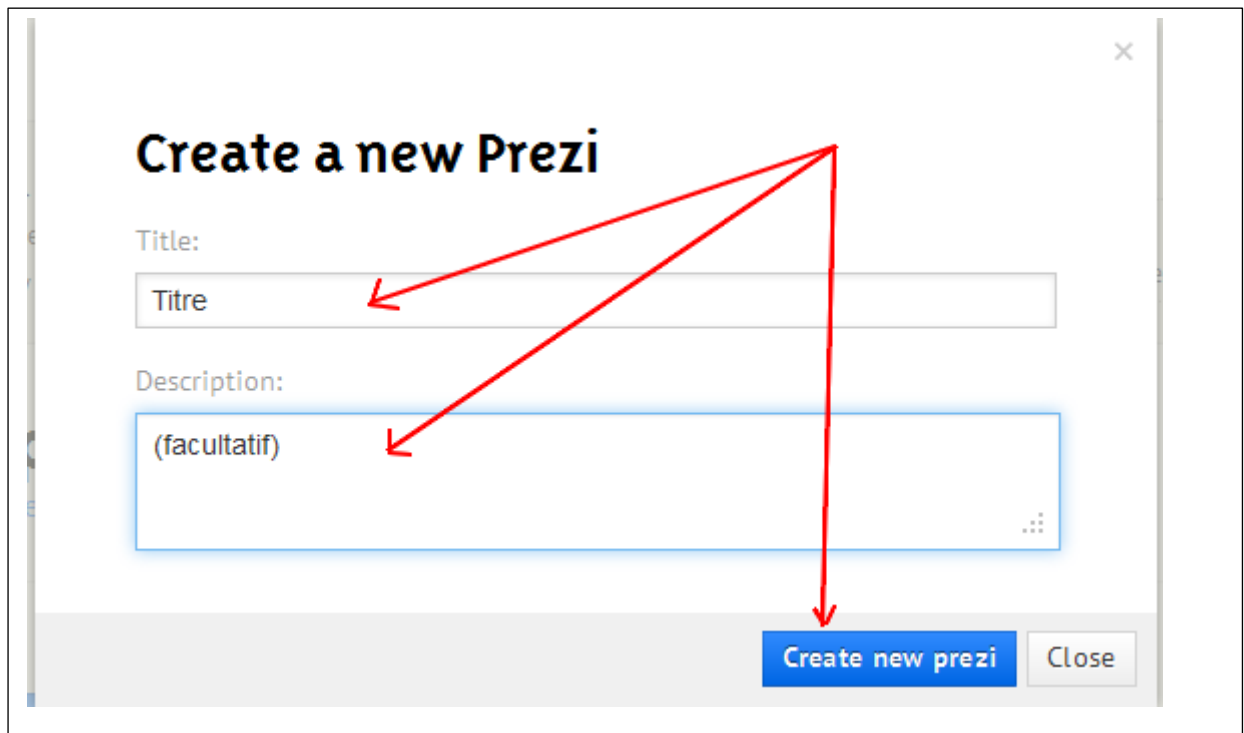 ×
Create a new Prezi
Title:
Titre
Description:
(facultatif)
Create new prezi
Close